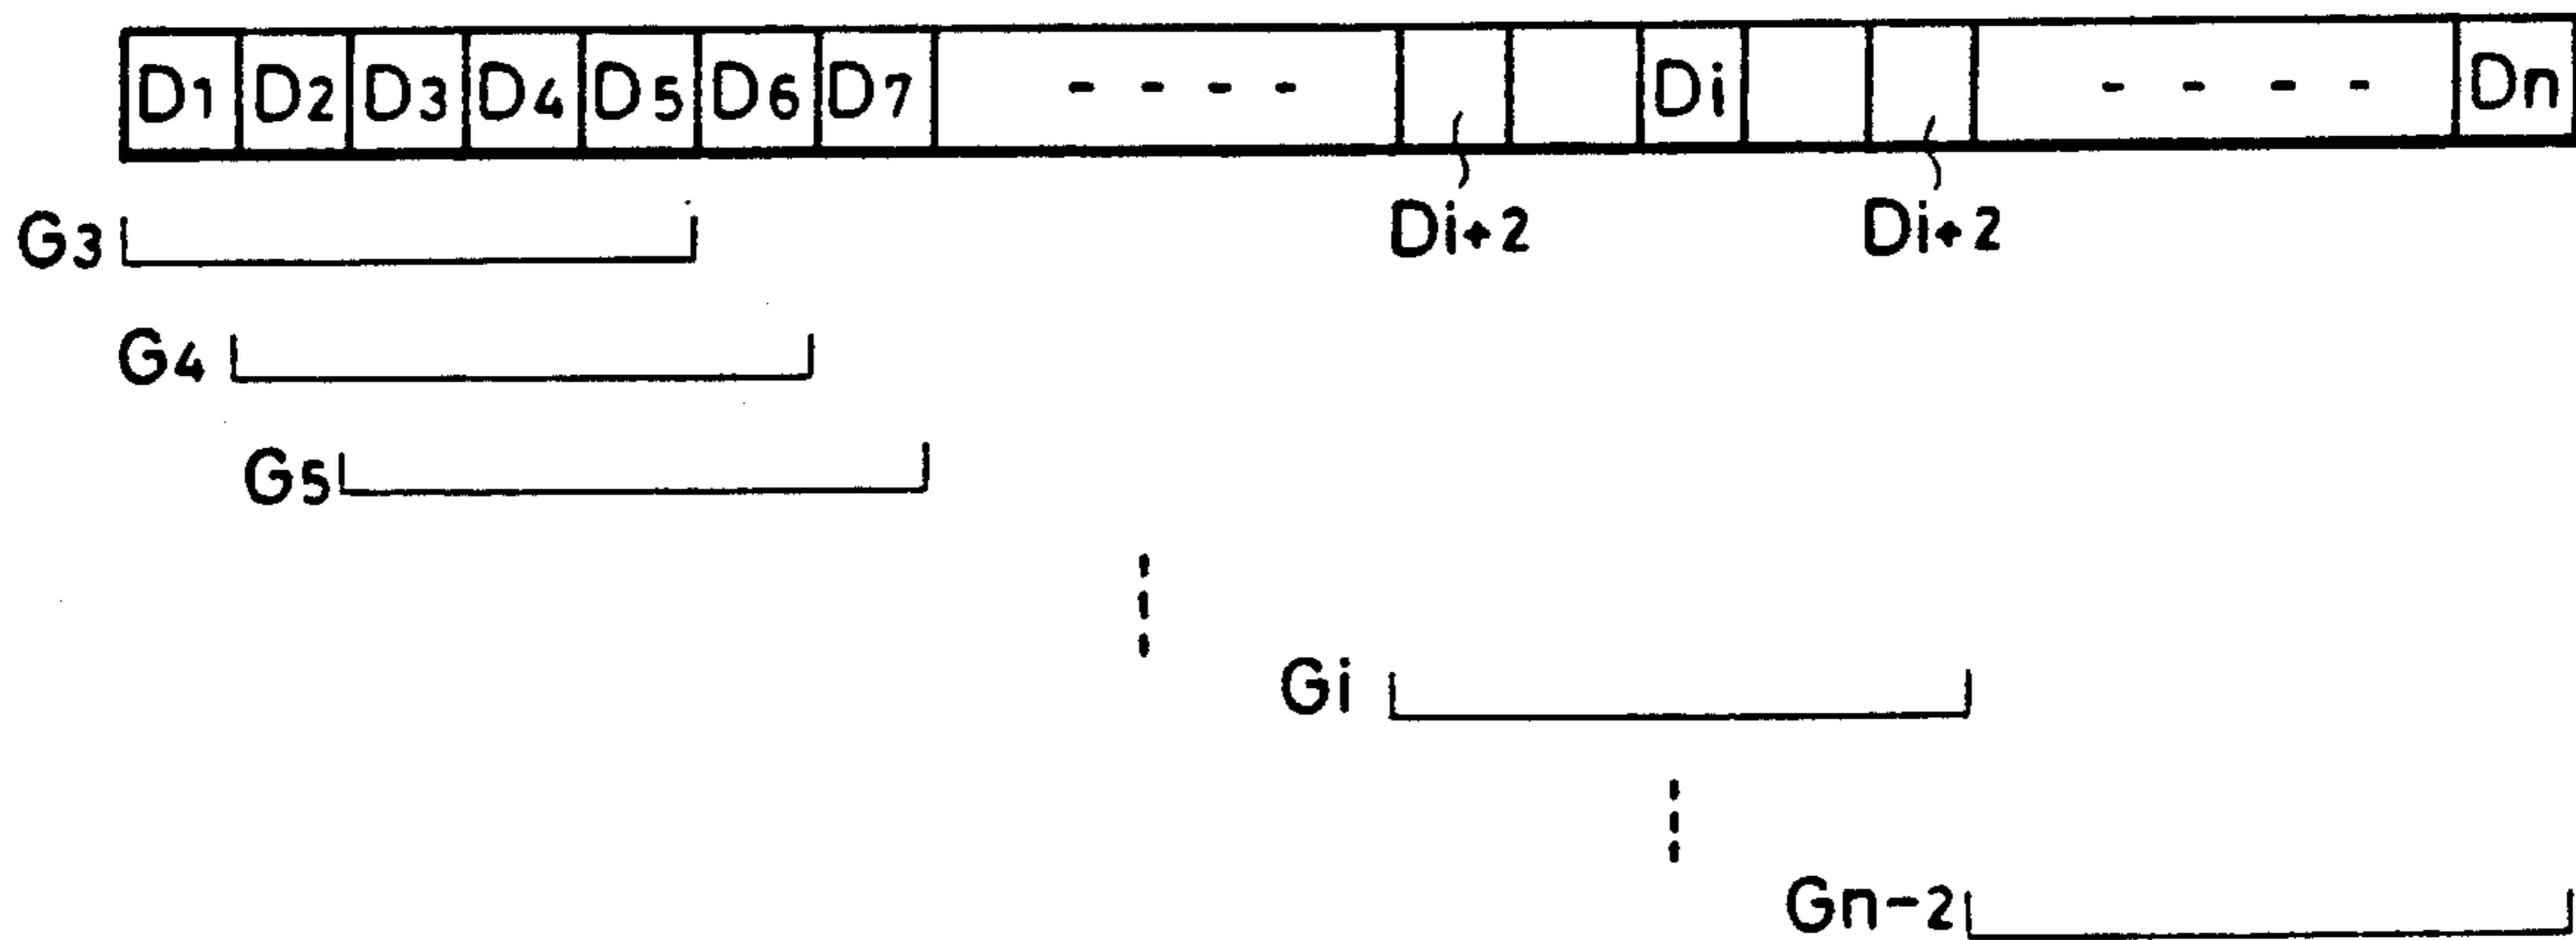 D1 D2 D3 D4 D5 D6 D7 - - - - Di - - - - Dn
Di+2 Di+2
G3
G4
G5
Gi
Gn-2